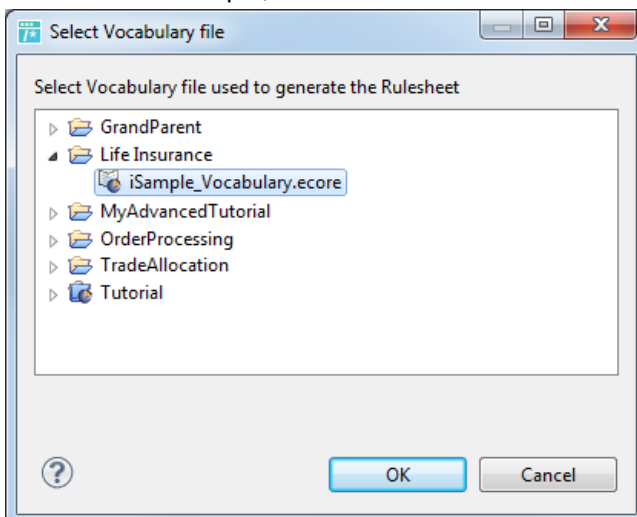 Select Vocabulary file
Select Vocabulary file used to generate the Rulesheet
GrandParent
Life Insurance
iSample_Vocabulary.ecore
MyAdvancedTutorial
OrderProcessing
TradeAllocation
Tutorial
?
OK
Cancel